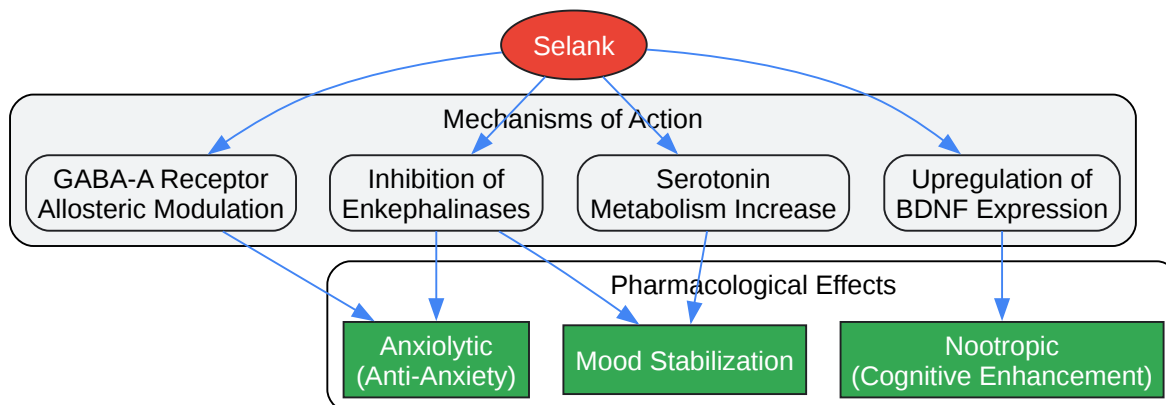 Selank
Mechanisms of Action
GABA-A Receptor
Allosteric Modulation
Inhibition of
Enkephalinases
Serotonin
Metabolism Increase
Upregulation of
BDNF Expression
Pharmacological Effects
Anxiolytic
(Anti-Anxiety)
Mood Stabilization
Nootropic
(Cognitive Enhancement)